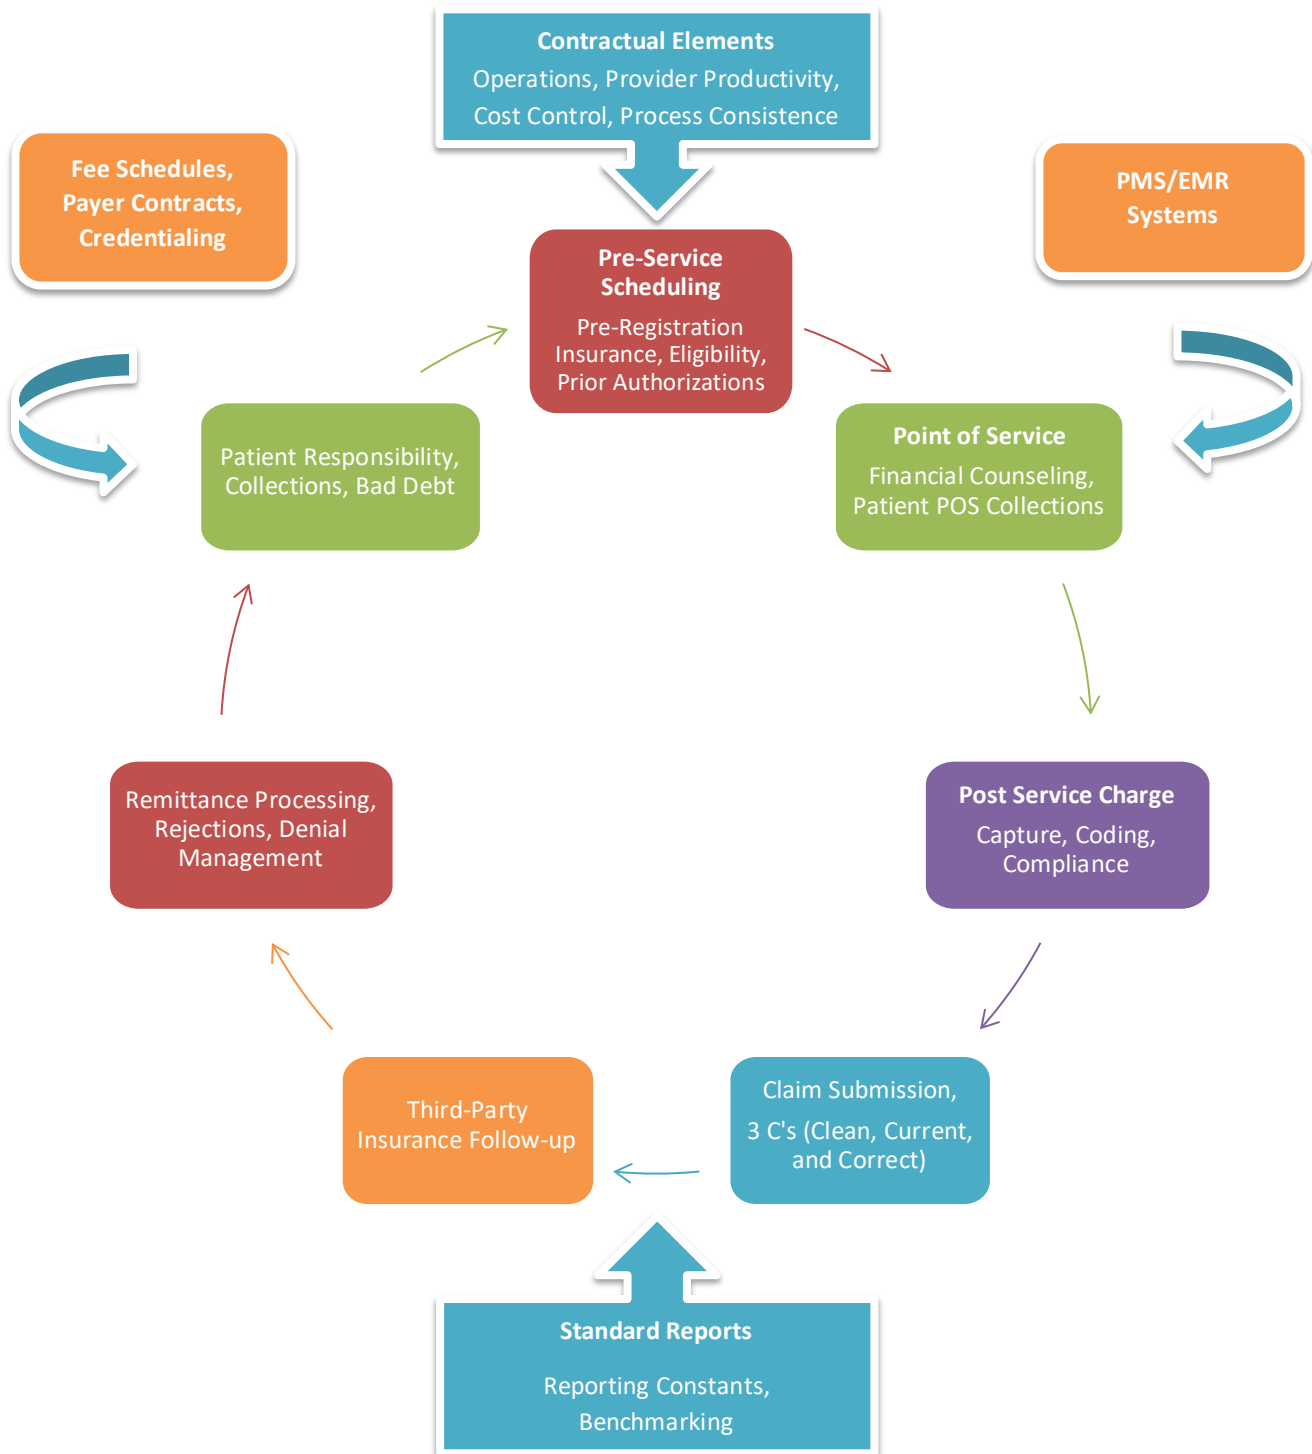 Contractual Elements
Operations, Provider Productivity,
Cost Control, Process Consistence
Fee Schedules,
Payer Contracts,
Credentialing
PMS/EMR
Systems
Pre-Service
Scheduling
Pre-Registration
Insurance, Eligibility,
Prior Authorizations
Point of Service
Financial Counseling,
Patient POS Collections
Post Service Charge
Capture, Coding,
Compliance
Claim Submission,
3 C's (Clean, Current,
and Correct)
Third-Party
Insurance Follow-up
Remittance Processing,
Rejections, Denial
Management
Patient Responsibility,
Collections, Bad Debt
Standard Reports
Reporting Constants,
Benchmarking